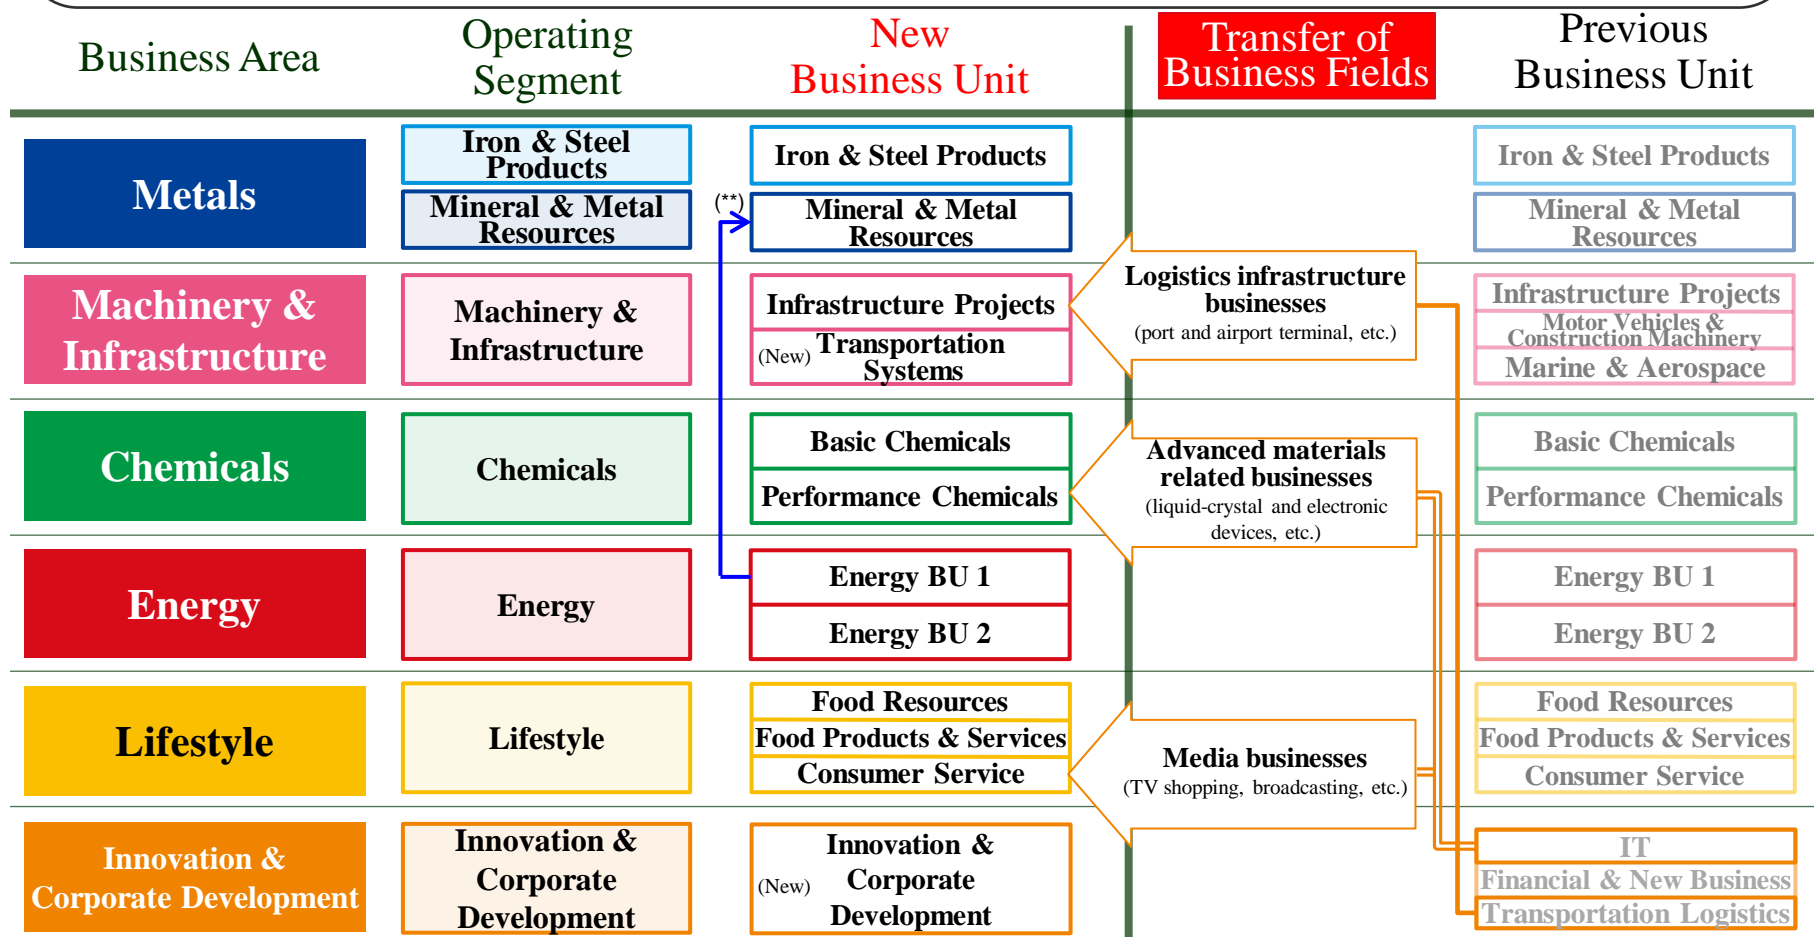 Business Area
Operating
Segment
New
Business Unit
Transfer of
Business Fields
Previous
Business Unit
Metals
Iron & Steel
Products
Mineral & Metal
Resources
(**)
Iron & Steel Products
Mineral & Metal
Resources
Iron & Steel Products
Mineral & Metal
Resources
Machinery &
Infrastructure
Machinery &
Infrastructure
Infrastructure Projects
(New) Transportation
Systems
Logistics infrastructure
businesses
(port and airport terminal, etc.)
Infrastructure Projects
Motor Vehicles &
Construction Machinery
Marine & Aerospace
Chemicals
Chemicals
Basic Chemicals
Performance Chemicals
Advanced materials
related businesses
(liquid-crystal and electronic
devices, etc.)
Basic Chemicals
Performance Chemicals
Energy
Energy
Energy BU 1
Energy BU 2
Energy BU 1
Energy BU 2
Lifestyle
Lifestyle
Food Resources
Food Products & Services
Consumer Service
Media businesses
(TV shopping, broadcasting, etc.)
Food Resources
Food Products & Services
Consumer Service
Innovation &
Corporate Development
Innovation &
Corporate
Development
Innovation &
(New) Corporate
Development
IT
Financial & New Business
Transportation Logistics